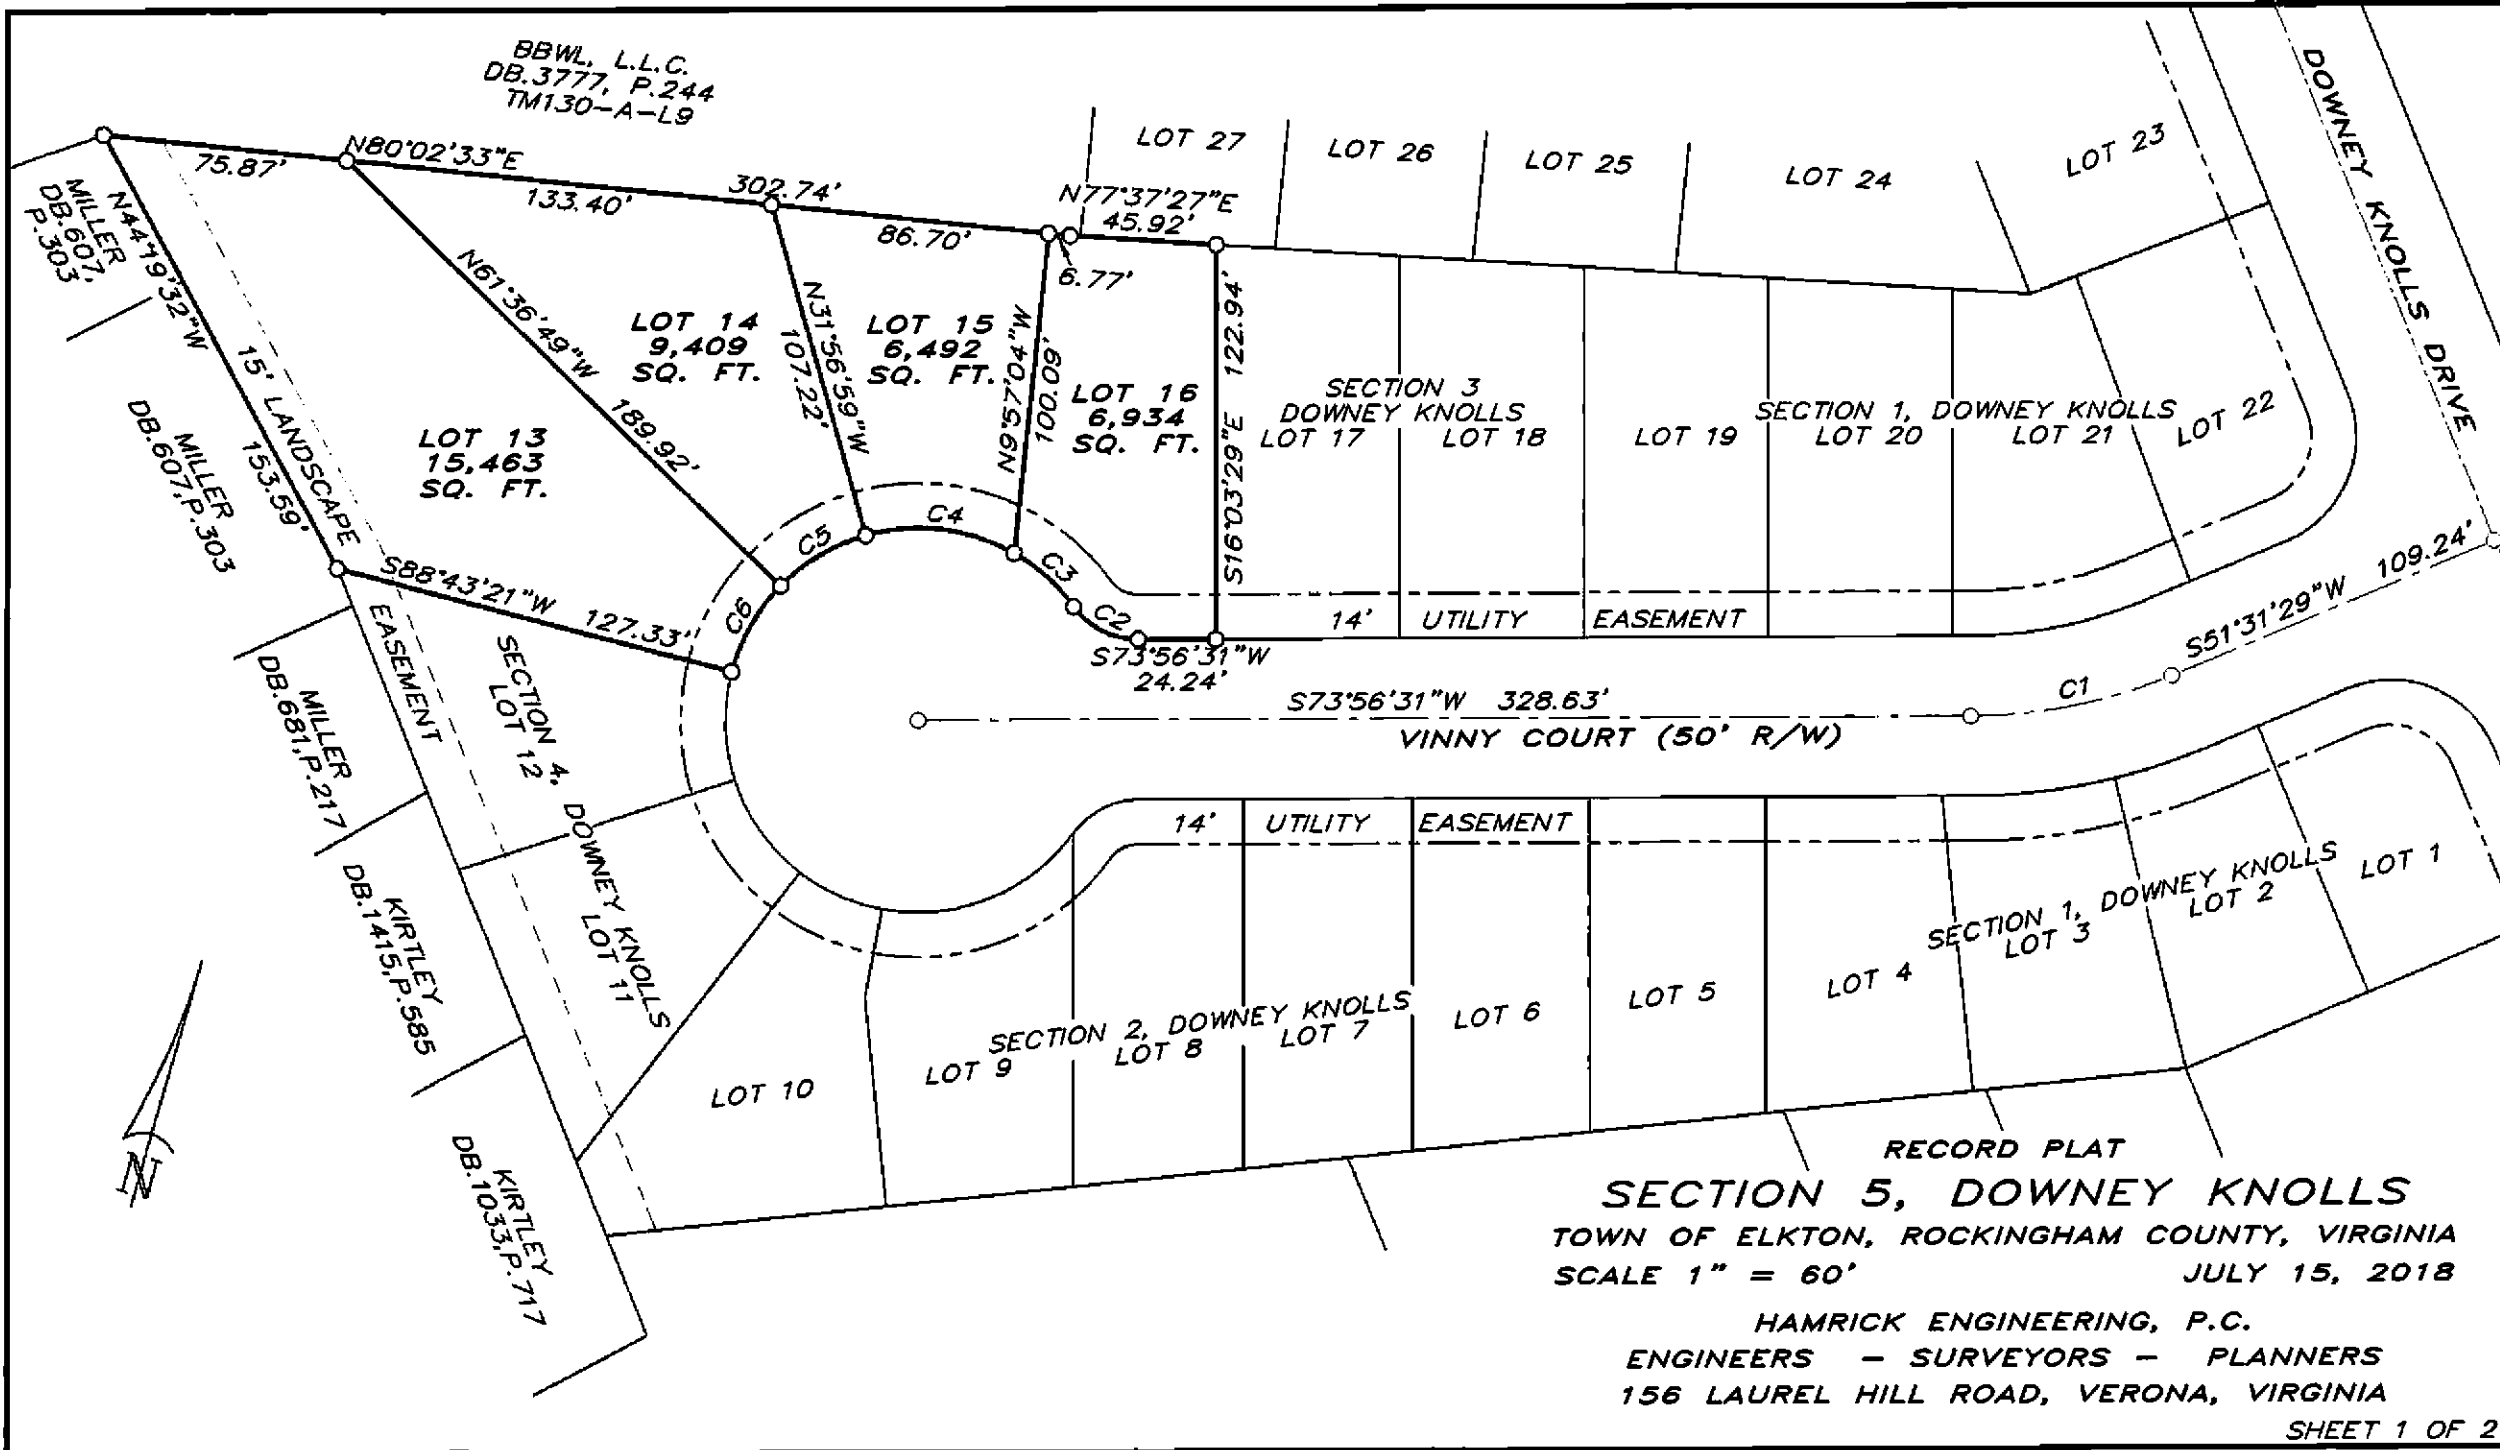 BBWL, L.L.C.
DB.3777, P.244
TM130-A-L9
DOWNEY KNOLLS DRIVE
LOT 27
LOT 26
LOT 25
LOT 24
LOT 23
N80°02'33"E
75.87'
133.40'
302.74'
86.70'
N77°37'27"E
45.92'
6.77'
MILLER
DB.607,
P.303
N44°19'32"W
153.59'
15' LANDSCAPE
EASEMENT
N61°36'49"W
189.92'
LOT 14
9,409
SQ. FT.
N31°56'59"W
107.22'
LOT 15
6,492
SQ. FT.
N9°57'04"W
100.09'
LOT 16
6,934
SQ. FT.
S16°03'29"E 122.94'
SECTION 3
DOWNEY KNOLLS
LOT 17
LOT 18
LOT 19
SECTION 1, DOWNEY KNOLLS
LOT 20
LOT 21
LOT 22
LOT 13
15,463
SQ. FT.
MILLER
DB.607,P.303
S88°43'21"W 127.33'
C6
C5
C4
C3
C2
S73°56'31"W
24.24'
14' UTILITY EASEMENT
S51°31'29"W 109.24'
C1
S73°56'31"W 328.63'
VINNY COURT (50' R/W)
MILLER
DB.681,P.217
SECTION 4, DOWNEY KNOLLS
LOT 12
LOT 11
14' UTILITY EASEMENT
KIRTLEY
DB.1415,P.585
KIRTLEY
DB.1033,P.717
LOT 10
LOT 9
SECTION 2, DOWNEY KNOLLS
LOT 8
LOT 7
LOT 6
LOT 5
LOT 4
SECTION 1, DOWNEY KNOLLS
LOT 3
LOT 2
LOT 1
N
RECORD PLAT
SECTION 5, DOWNEY KNOLLS
TOWN OF ELKTON, ROCKINGHAM COUNTY, VIRGINIA
SCALE 1" = 60' JULY 15, 2018
HAMRICK ENGINEERING, P.C.
ENGINEERS - SURVEYORS - PLANNERS
156 LAUREL HILL ROAD, VERONA, VIRGINIA
SHEET 1 OF 2